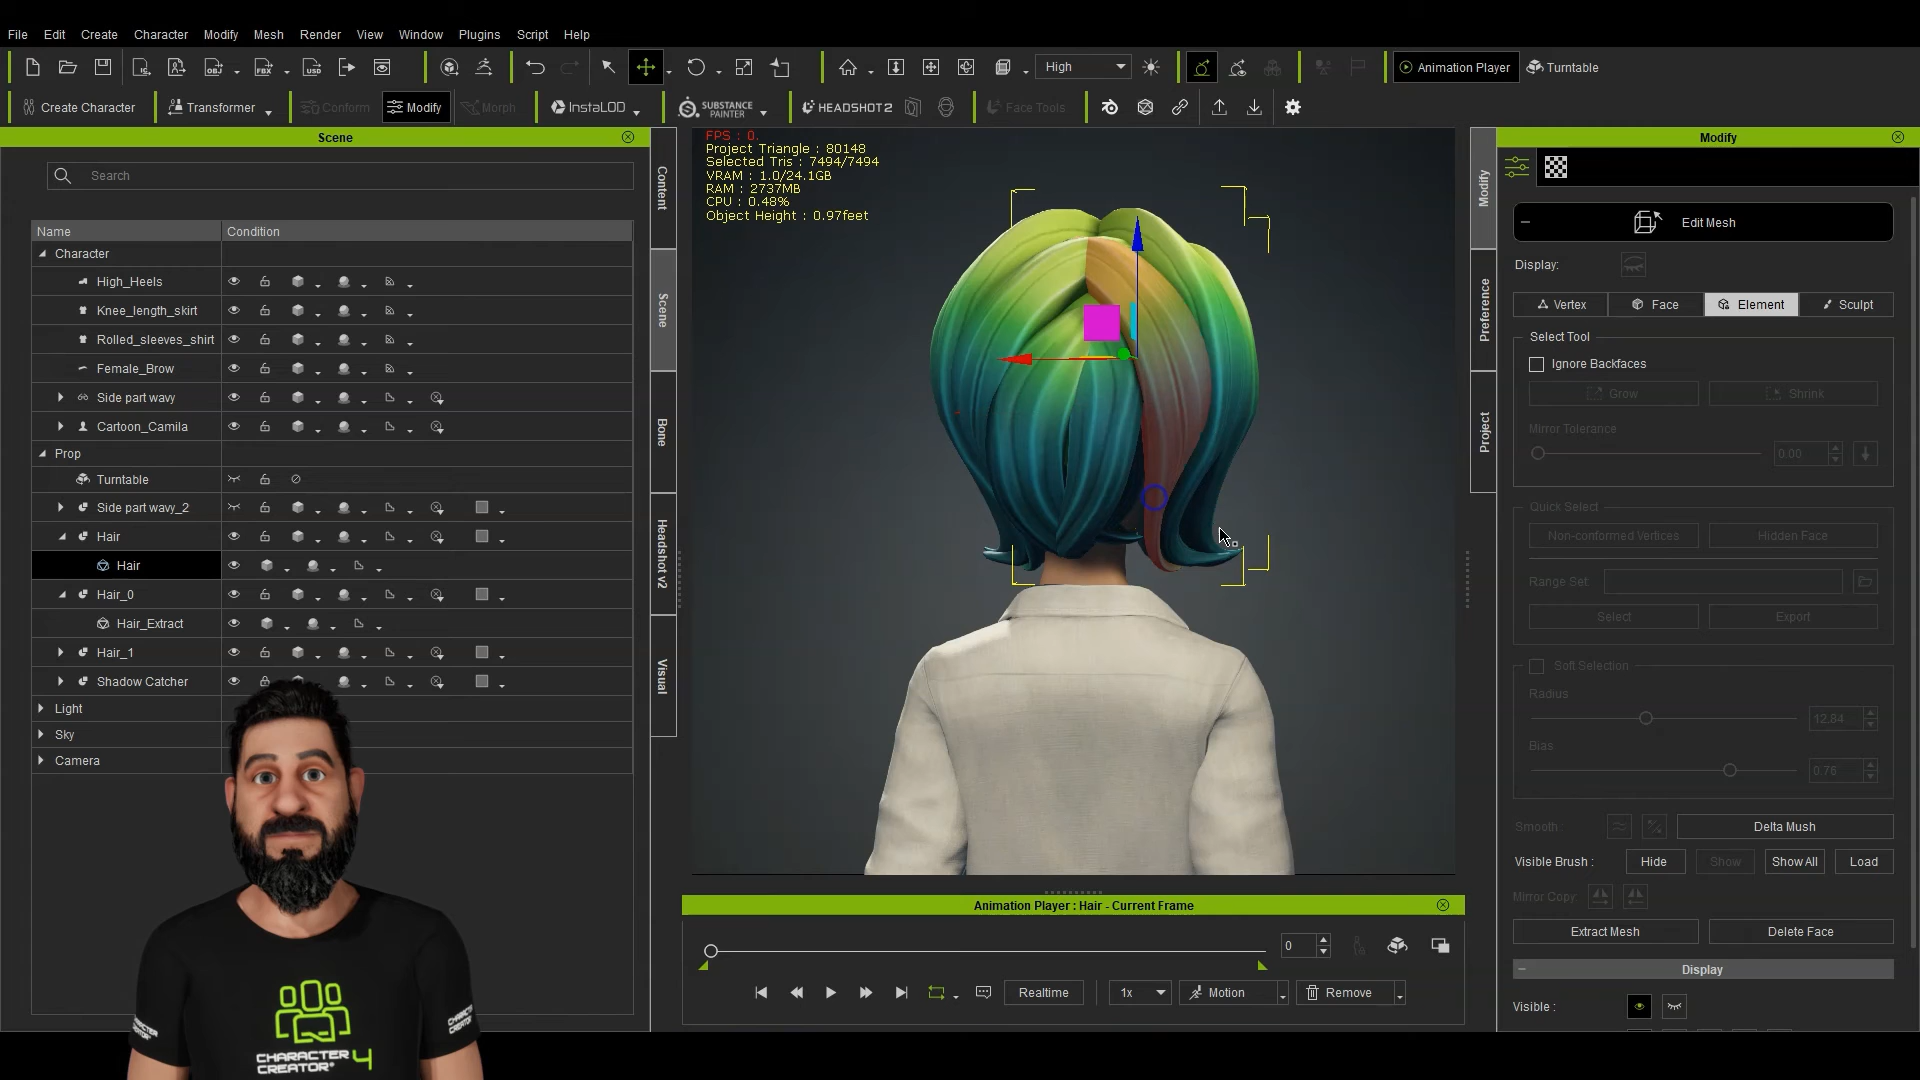 File Edit Create Character Modify Mesh Render View Window Plugins Script Help
OBJ FBX USD High Animation Player Turntable
Create Character Transformer Conform Modify Morph InstaLOD SUBSTANCE PAINTER HEADSHOT 2 Face Tools
Scene
Search
Name Condition
Character
High_Heels
Knee_length_skirt
Rolled_sleeves_shirt
Female_Brow
Side part wavy
Cartoon_Camila
Prop
Turntable
Side part wavy_2
Hair
Hair
Hair_0
Hair_Extract
Hair_1
Shadow Catcher
Light
Sky
Camera
Content
Scene
Bone
Headshot v2
Visual
FPS : 0.
Project Triangle : 80148
Selected Tris : 7494/7494
VRAM : 1.0/24.1GB
RAM : 2737MB
CPU : 0.48%
Object Height : 0.97feet
Modify
Preference
Project
Modify
Edit Mesh
Display:
Vertex Face Element Sculpt
Select Tool
Ignore Backfaces
Grow Shrink
Mirror Tolerance
0.00
Quick Select
Non-conformed Vertices Hidden Face
Range Set
Select Export
Soft Selection
Radius
12.84
Bias
0.76
Smooth : Delta Mush
Visible Brush : Hide Show Show All Load
Mirror Copy:
Extract Mesh Delete Face
Display
Visible :
Animation Player : Hair - Current Frame
0
Realtime 1x Motion Remove
CHARACTER CREATOR 4